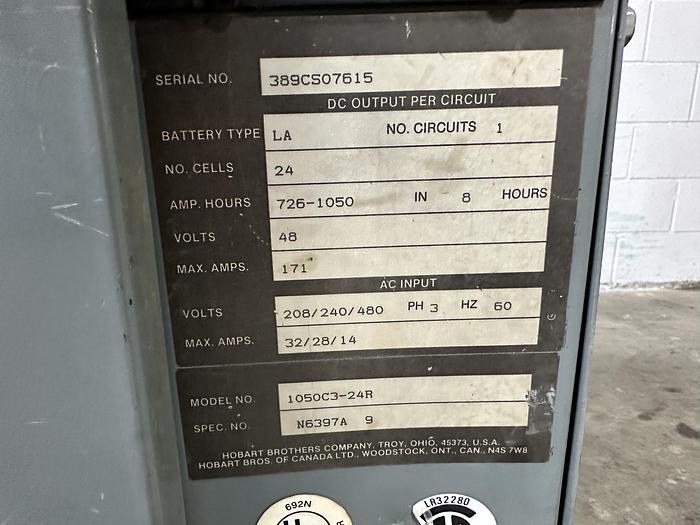 SERIAL NO. 389CS07615
DC OUTPUT PER CIRCUIT
BATTERY TYPE LA NO. CIRCUITS 1
NO. CELLS 24
AMP. HOURS 726-1050 IN 8 HOURS
VOLTS 48
MAX. AMPS. 171
AC INPUT
VOLTS 208/240/480 PH 3 HZ 60
MAX. AMPS. 32/28/14
MODEL NO. 1050C3-24R
SPEC. NO. N6397A 9
HOBART BROTHERS COMPANY, TROY, OHIO, 45373, U.S.A.
HOBART BROS. OF CANADA LTD., WOODSTOCK, ONT., CAN., N4S 7W8
692N
LR32280